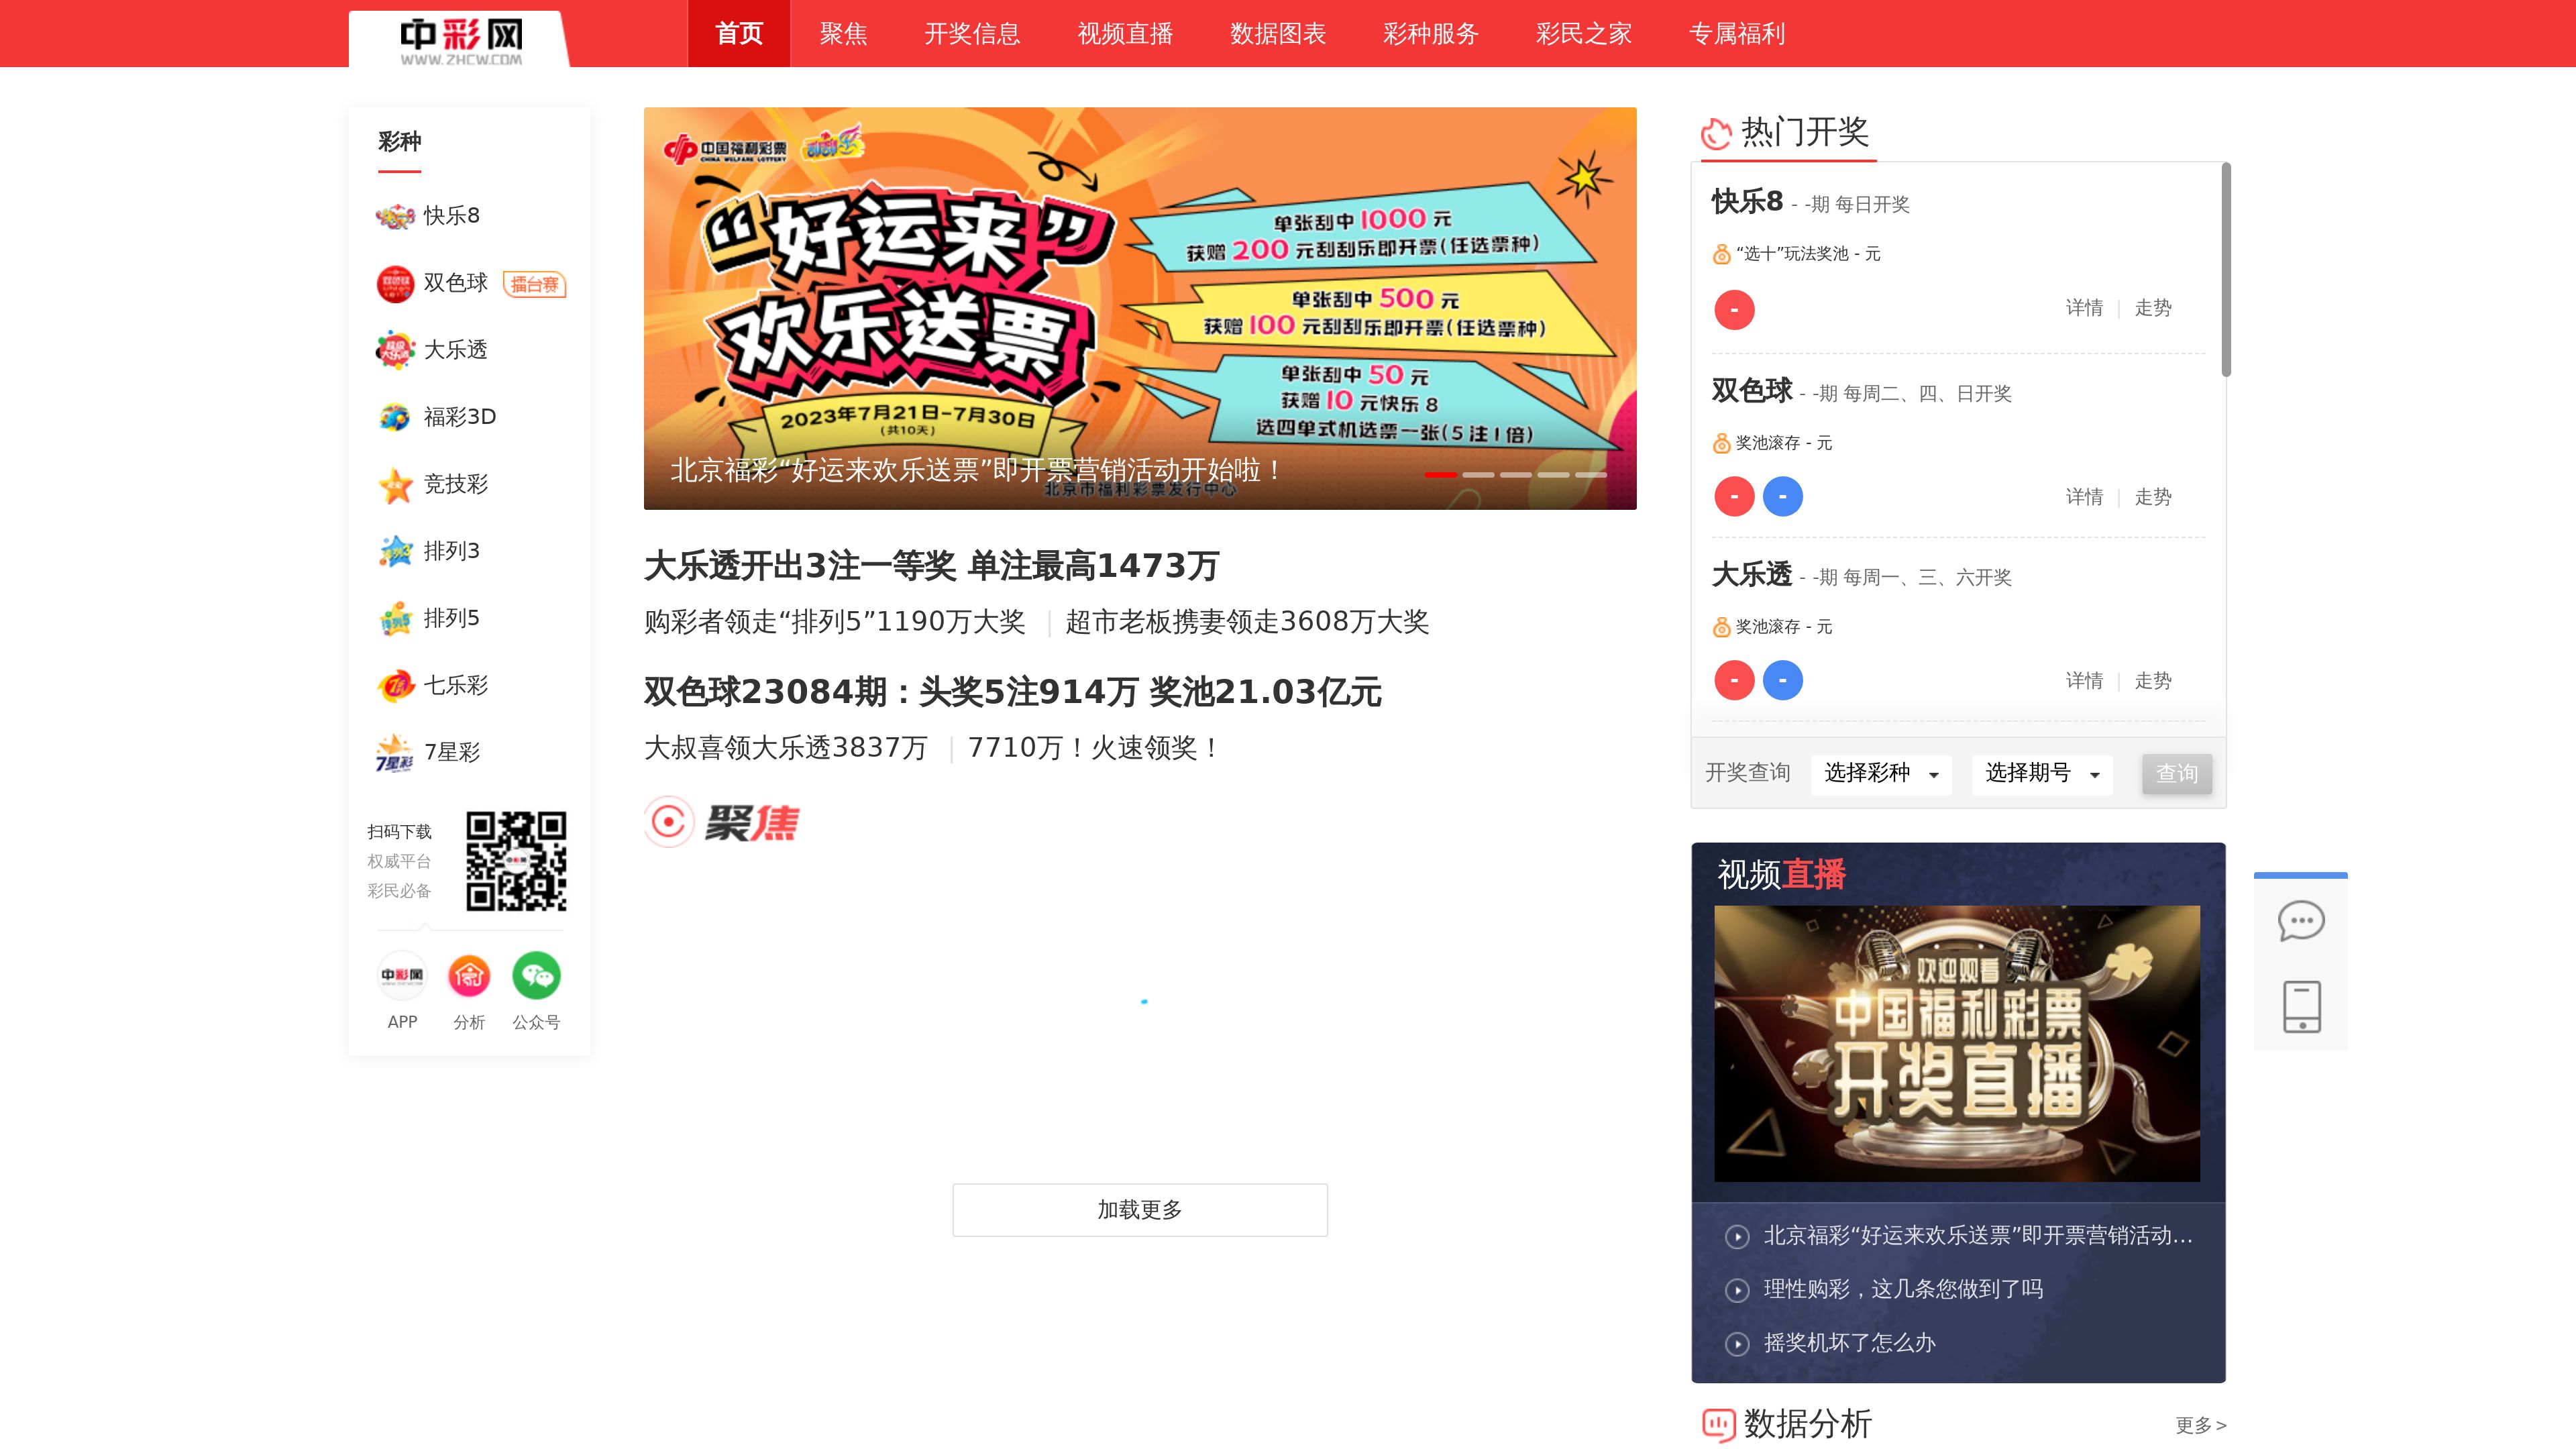 中彩网
WWW.ZHCW.COM
首页 聚焦 开奖信息 视频直播 数据图表 彩种服务 彩民之家 专属福利
彩种
快乐8
双色球 擂台赛
大乐透
福彩3D
竞技彩
排列3
排列5
七乐彩
7星彩
扫码下载
权威平台
彩民必备
APP 分析 公众号
中国福利彩票
CHINA WELFARE LOTTERY
“好运来”
欢乐送票
2023年7月21日-7月30日
(共10天)
单张刮中1000元
获赠200元刮刮乐即开票(任选票种)
单张刮中500元
获赠100元刮刮乐即开票(任选票种)
单张刮中50元
获赠10元快乐8
选四单式机选票一张(5注1倍)
北京福彩“好运来欢乐送票”即开票营销活动开始啦！
北京市福利彩票发行中心
大乐透开出3注一等奖 单注最高1473万
购彩者领走“排列5”1190万大奖 | 超市老板携妻领走3608万大奖
双色球23084期：头奖5注914万 奖池21.03亿元
大叔喜领大乐透3837万 | 7710万！火速领奖！
聚焦
加载更多
热门开奖
快乐8 - -期 每日开奖
“选十”玩法奖池 - 元
- 详情 | 走势
双色球 - -期 每周二、四、日开奖
奖池滚存 - 元
- - 详情 | 走势
大乐透 - -期 每周一、三、六开奖
奖池滚存 - 元
- - 详情 | 走势
开奖查询 选择彩种 选择期号 查询
视频直播
欢迎观看
中国福利彩票
开奖直播
北京福彩“好运来欢乐送票”即开票营销活动...
理性购彩，这几条您做到了吗
摇奖机坏了怎么办
数据分析 更多>